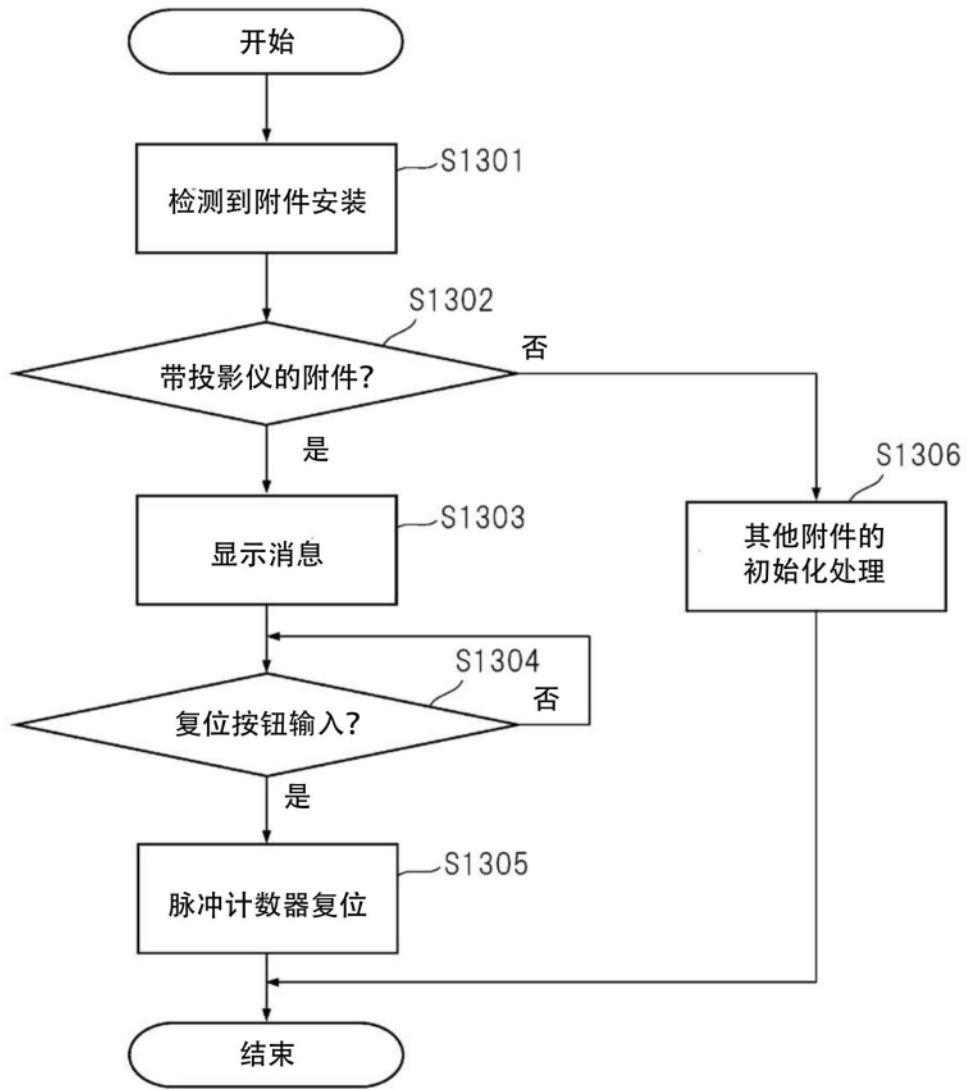 开始
S1301
检测到附件安装
S1302
带投影仪的附件?
否
是
S1306
其他附件的
初始化处理
S1303
显示消息
S1304
复位按钮输入?
否
是
S1305
脉冲计数器复位
结束